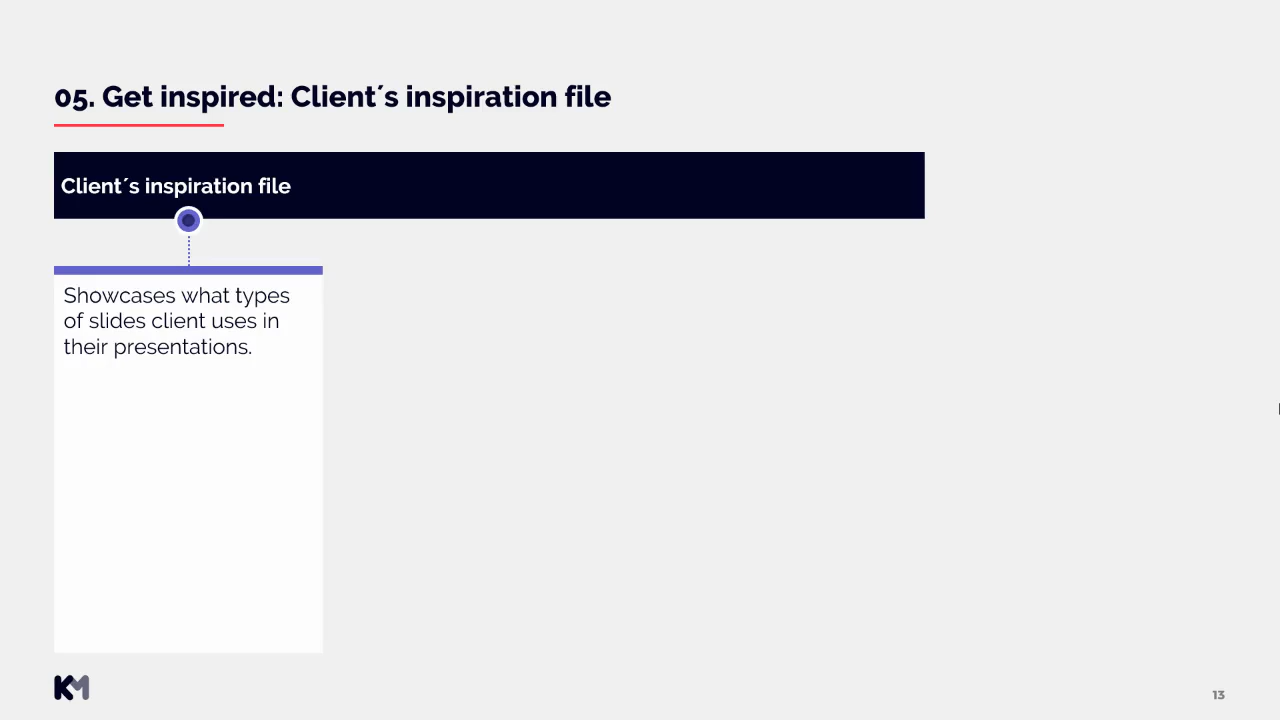 05. Get inspired: Client´s inspiration file
Client´s inspiration file
Showcases what types
of slides client uses in
their presentations.
KM
13